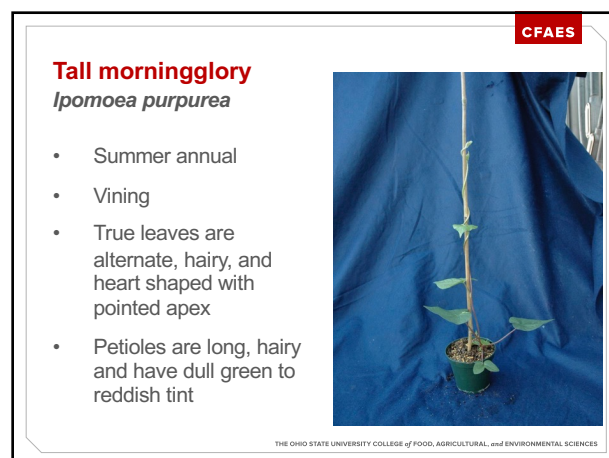 CFAES
Tall morningglory
Ipomoea purpurea
• Summer annual
• Vining
• True leaves are
alternate, hairy, and
heart shaped with
pointed apex
• Petioles are long, hairy
and have dull green to
reddish tint
THE OHIO STATE UNIVERSITY COLLEGE of FOOD, AGRICULTURAL, and ENVIRONMENTAL SCIENCES